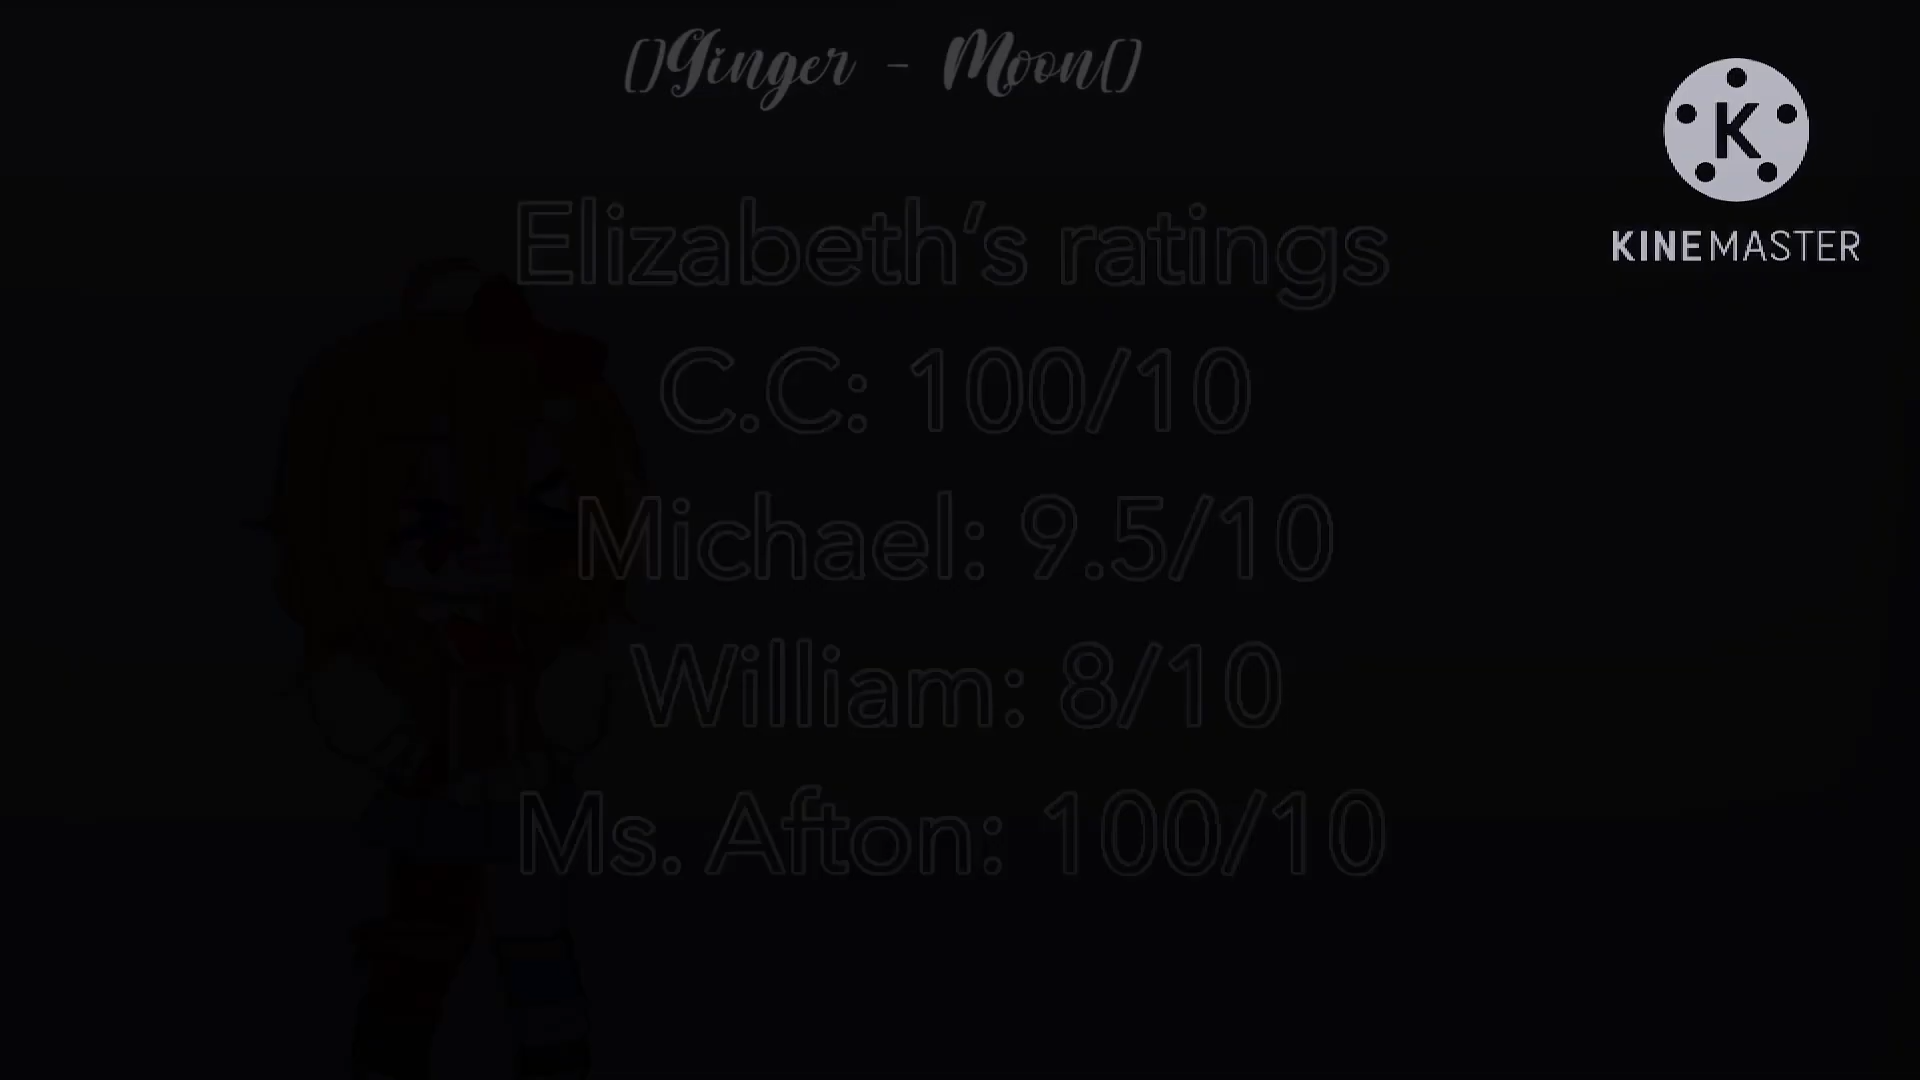 ()Ginger - Moon()
K
KINEMASTER
Elizabeth’s ratings
C.C: 100/10
Michael: 9.5/10
William: 8/10
Ms. Afton: 100/10